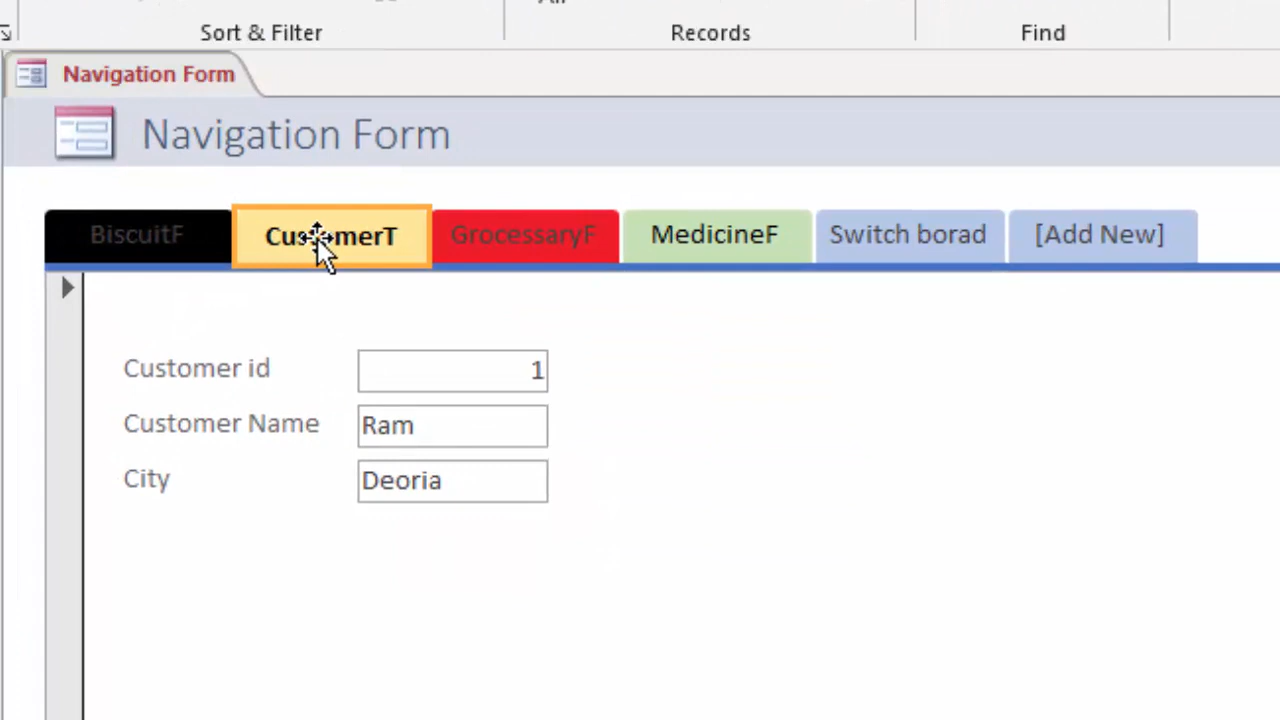 Sort & Filter Records Find
Navigation Form
Navigation Form
BiscuitF CustomerT GrocessaryF MedicineF Switch borad [Add New]
Customer id 1
Customer Name Ram
City Deoria